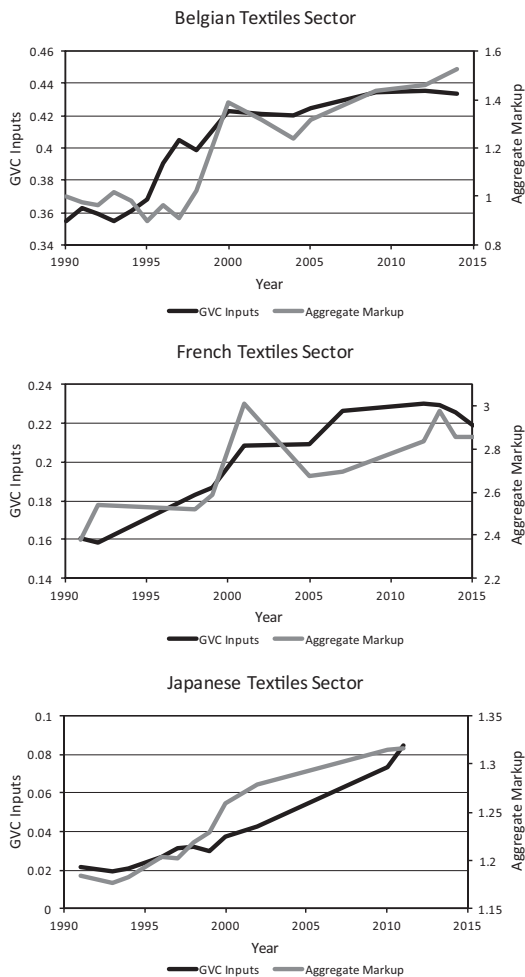 Belgian Textiles Sector
0.46
0.44
0.42
0.4
0.38
0.36
0.34
GVC Inputs
1.6
1.4
1.2
1
0.8
Aggregate Markup
1990 1995 2000 2005 2010 2015
Year
GVC Inputs Aggregate Markup
French Textiles Sector
0.24
0.22
0.2
0.18
0.16
0.14
GVC Inputs
3
2.8
2.6
2.4
2.2
Aggregate Markup
1990 1995 2000 2005 2010 2015
Year
GVC Inputs Aggregate Markup
Japanese Textiles Sector
0.1
0.08
0.06
0.04
0.02
0
GVC Inputs
1.35
1.3
1.25
1.2
1.15
Aggregate Markup
1990 1995 2000 2005 2010 2015
Year
GVC Inputs Aggregate Markup